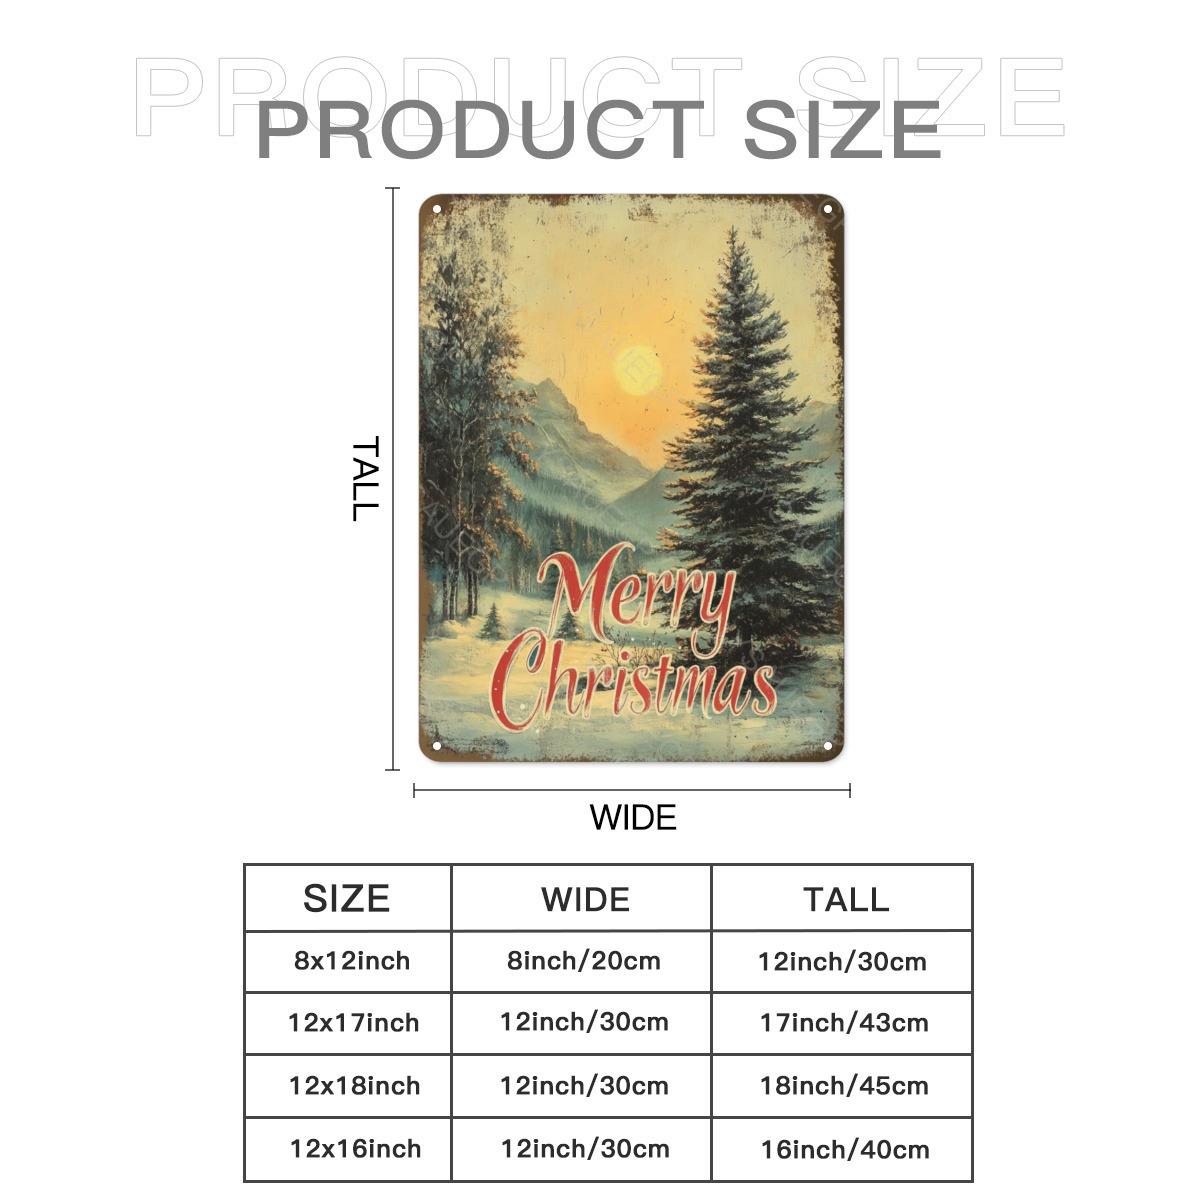 PRODUCT SIZE
PRODUCT SIZE
TALL
Merry
Christmas
WIDE
SIZE WIDE TALL
8x12inch 8inch/20cm 12inch/30cm
12x17inch 12inch/30cm 17inch/43cm
12x18inch 12inch/30cm 18inch/45cm
12x16inch 12inch/30cm 16inch/40cm